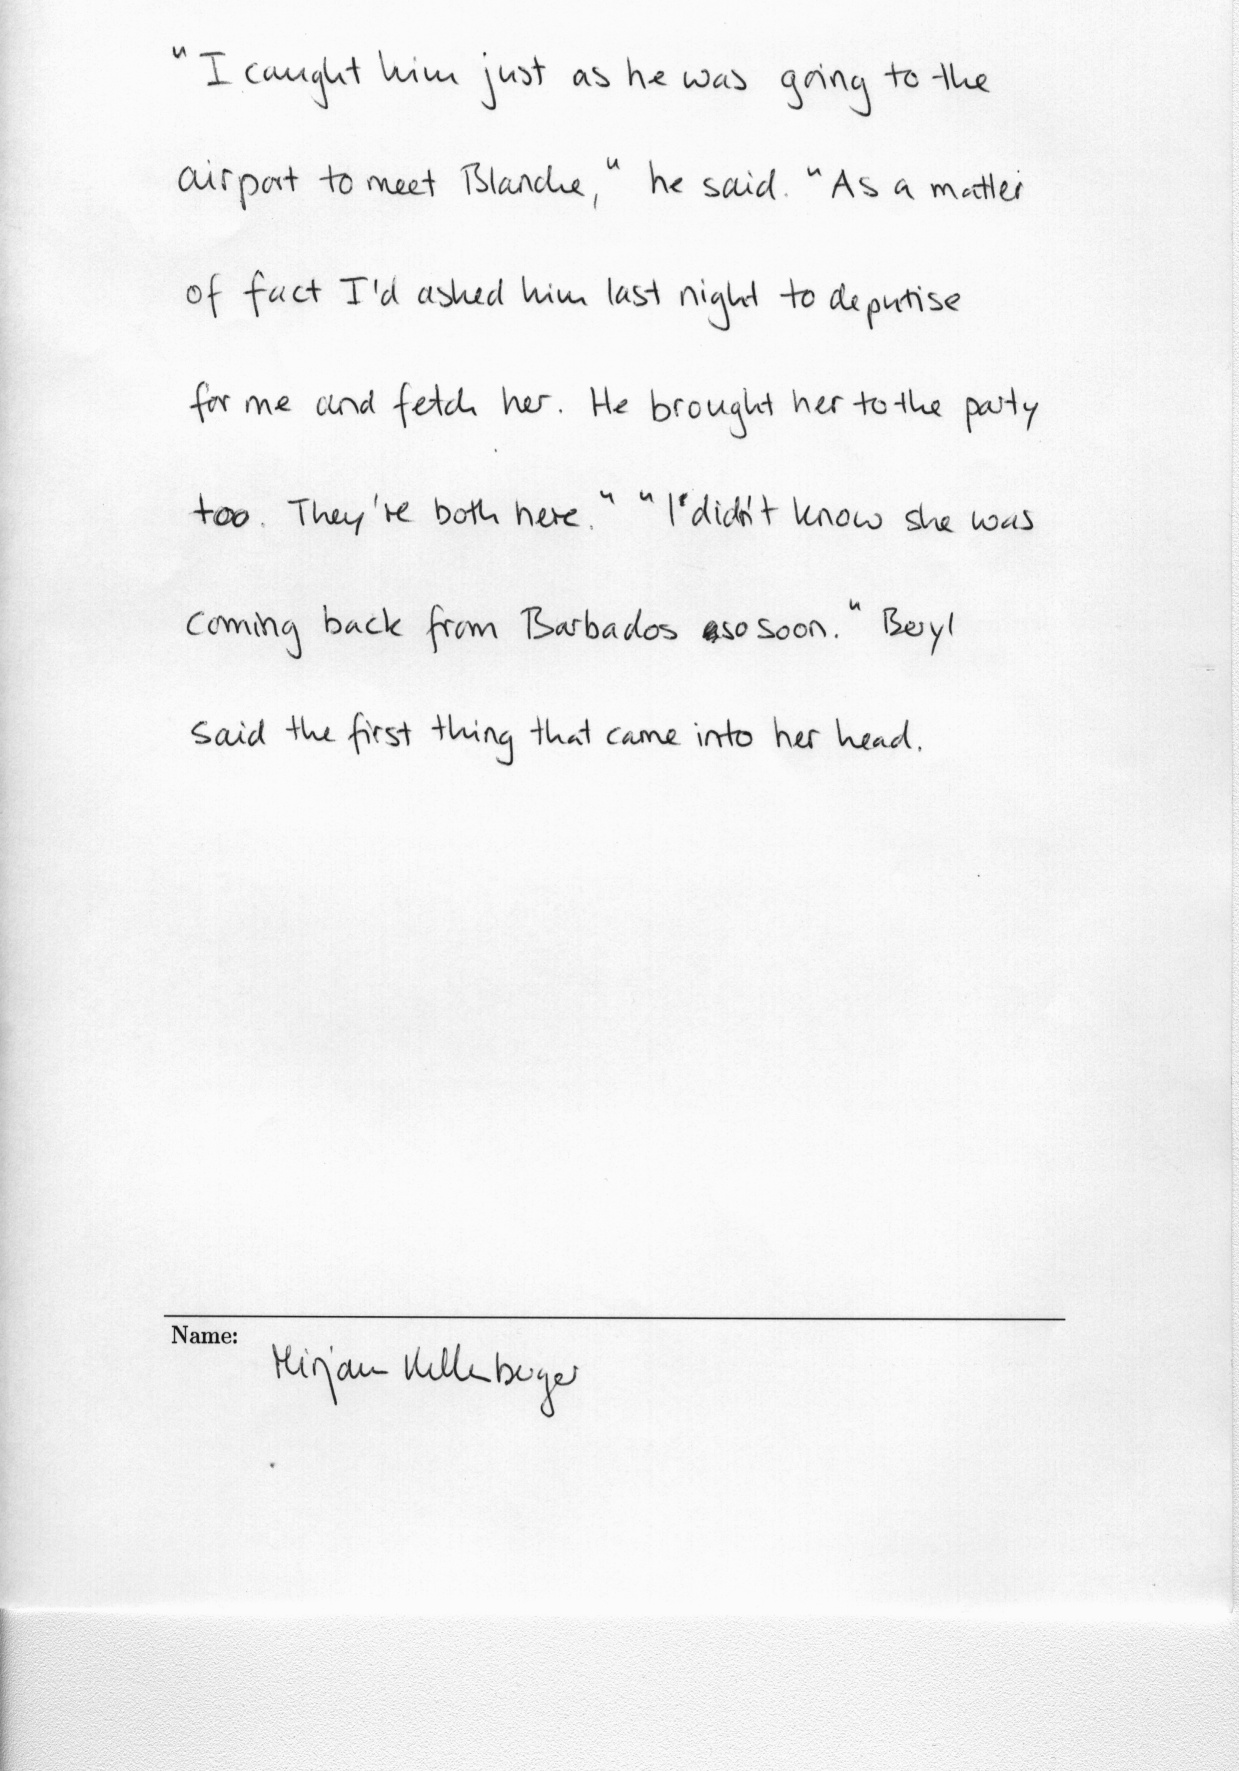 "I caught him just as he was going to the
airport to meet Blanche," he said. "As a matter
of fact I'd asked him last night to deputise
for me and fetch her. He brought her to the party
too. They're both here." "I didn't know she was
coming back from Barbados so soon." Beryl
said the first thing that came into her head.
Name:
Mirjam Kellenberger